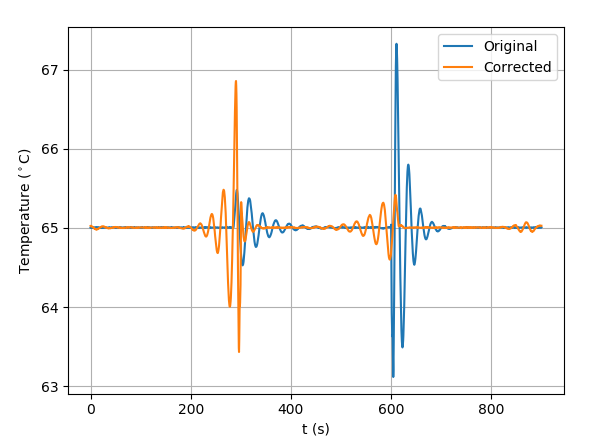 Original
Corrected
67
66
65
64
63
Temperature (°C)
0 200 400 600 800
t (s)